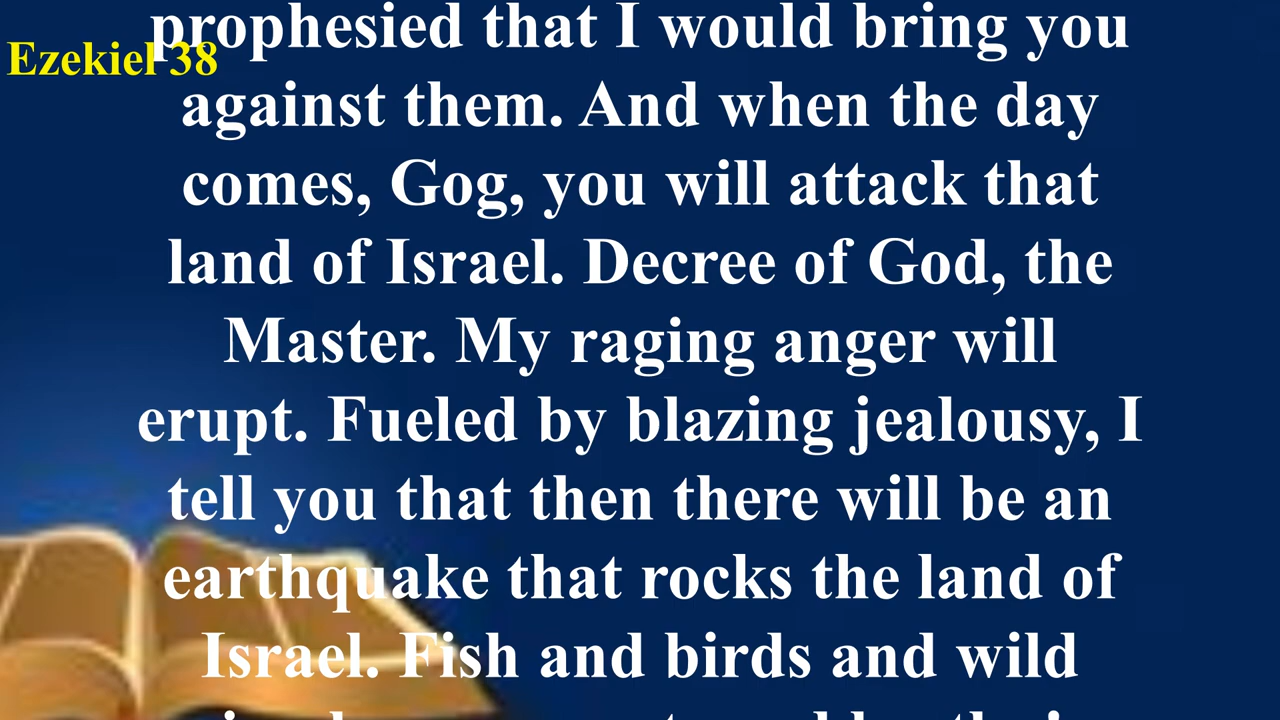 Ezekiel 38
prophesied that I would bring you
against them. And when the day
comes, Gog, you will attack that
land of Israel. Decree of God, the
Master. My raging anger will
erupt. Fueled by blazing jealousy, I
tell you that then there will be an
earthquake that rocks the land of
Israel. Fish and birds and wild